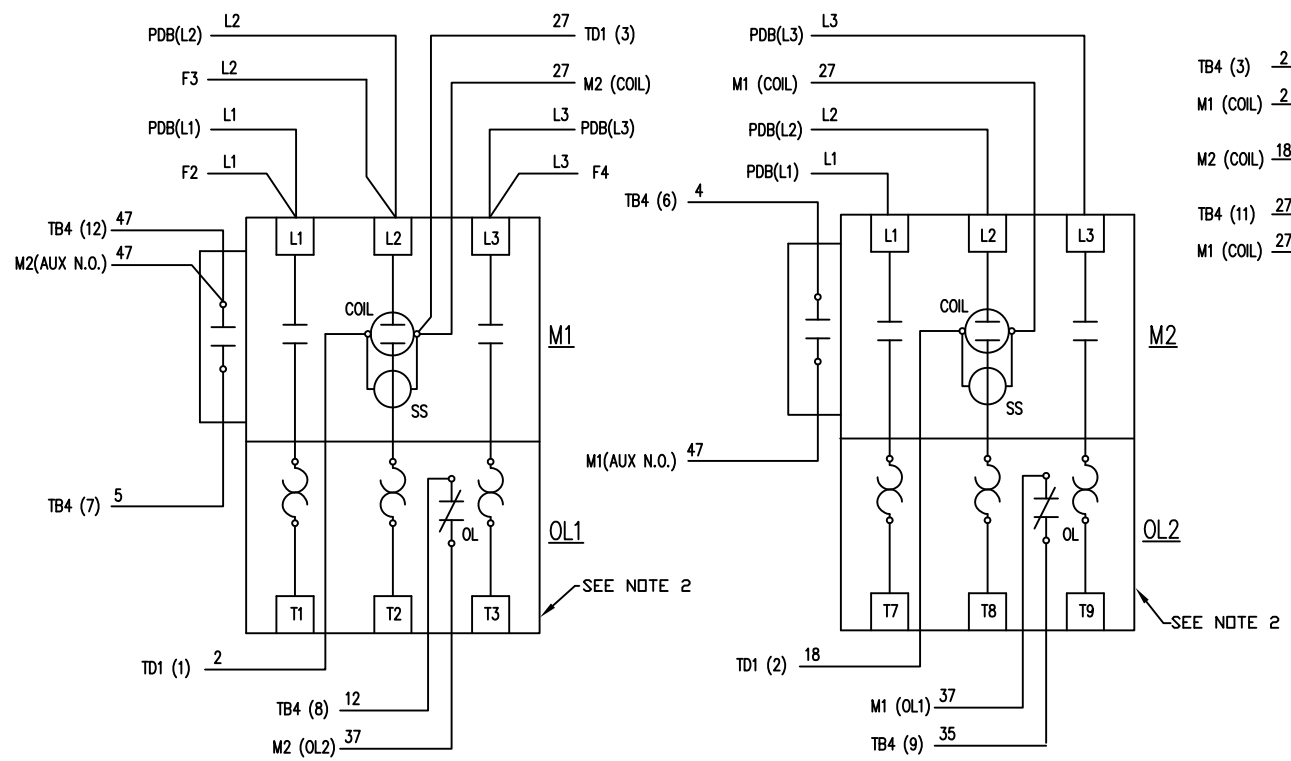 PDB(L2) L2
27 TD1 (3)
F3 L2
27 M2 (COIL)
PDB(L1) L1
L3 PDB(L3)
F2 L1
L3 F4
TB4 (12) 47
M2(AUX N.O.) 47
L1
L2
L3
COIL
SS
M1
TB4 (7) 5
OL
OL1
SEE NOTE 2
T1
T2
T3
TD1 (1) 2
TB4 (8) 12
M2 (OL2) 37
PDB(L3) L3
M1 (COIL) 27
PDB(L2) L2
PDB(L1) L1
TB4 (6) 4
L1
L2
L3
COIL
SS
M2
M1(AUX N.O.) 47
OL
OL2
T7
T8
T9
SEE NOTE 2
TD1 (2) 18
M1 (OL1) 37
TB4 (9) 35
TB4 (3) 2
M1 (COIL) 2
M2 (COIL) 18
TB4 (11) 27
M1 (COIL) 27